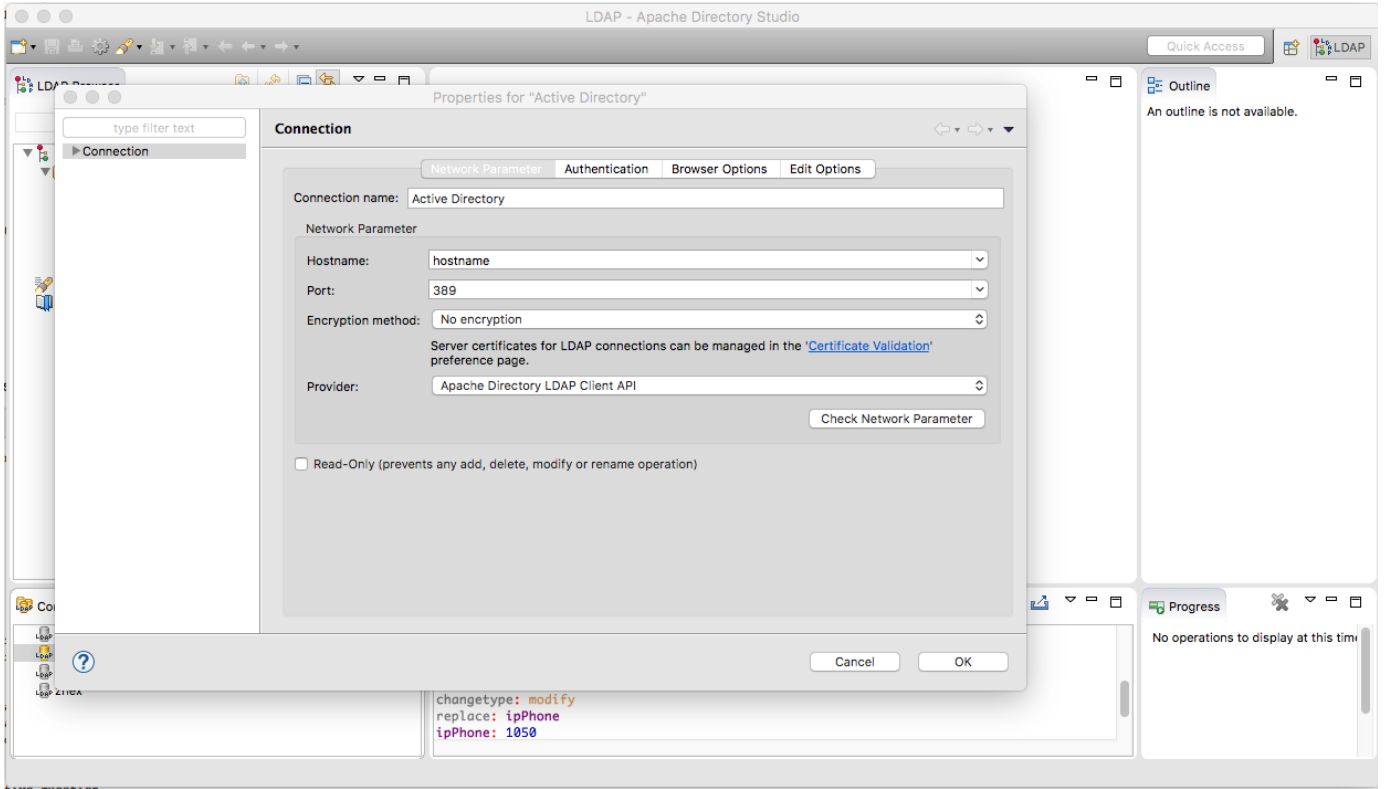 LDAP - Apache Directory Studio
Quick Access
LDAP
Properties for "Active Directory"
Outline
An outline is not available.
type filter text
Connection
Connection
Network Parameter
Authentication
Browser Options
Edit Options
Connection name:
Active Directory
Network Parameter
Hostname:
hostname
Port:
389
Encryption method:
No encryption
Server certificates for LDAP connections can be managed in the 'Certificate Validation'
preference page.
Provider:
Apache Directory LDAP Client API
Check Network Parameter
Read-Only (prevents any add, delete, modify or rename operation)
Cancel
OK
Progress
No operations to display at this time
changetype: modify
replace: ipPhone
ipPhone: 1050